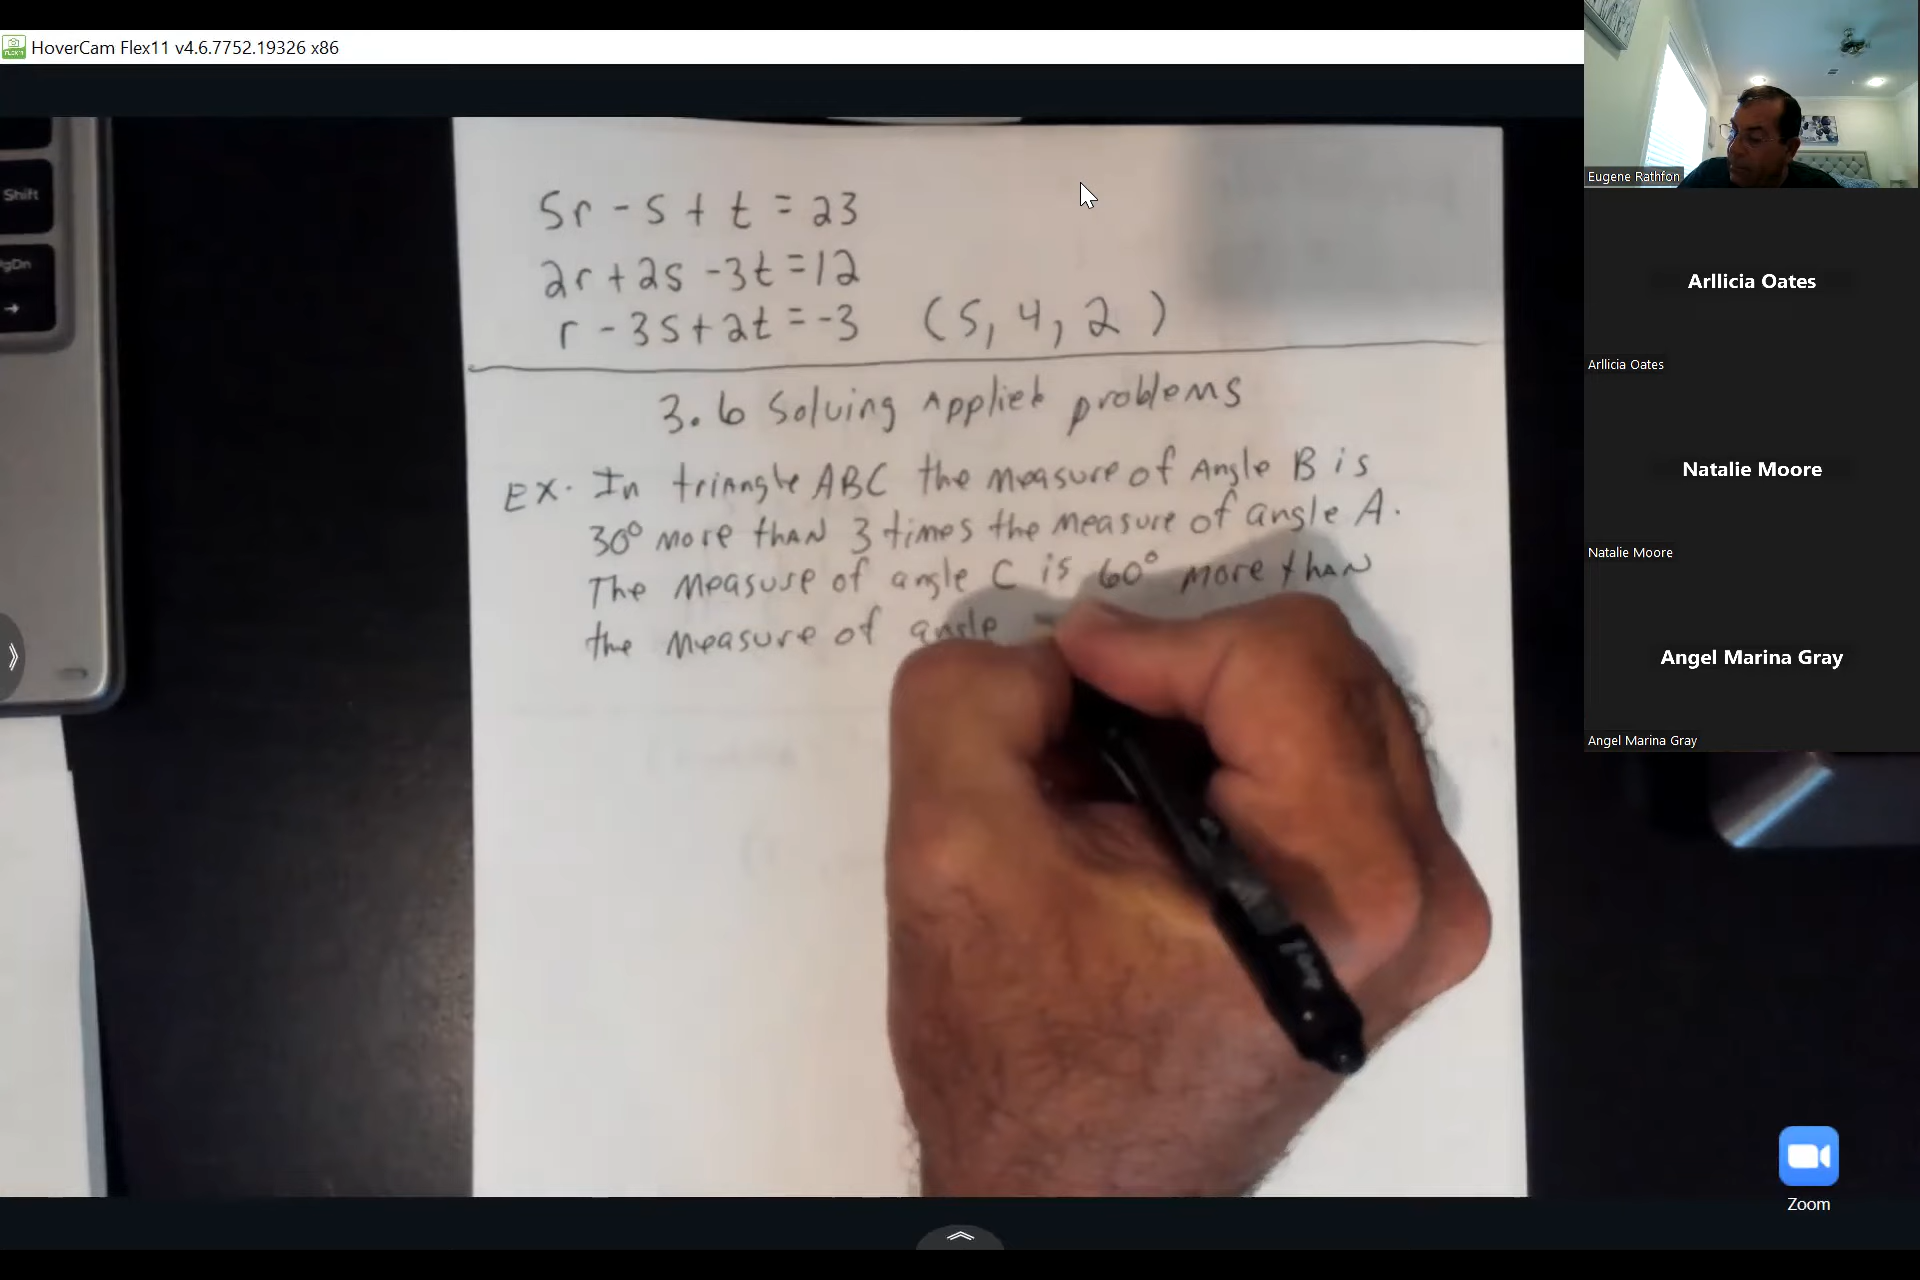 HoverCam Flex11 v4.6.7752.19326 x86
Shift
PgDn
5r - s + t = 23
2r + 2s - 3t = 12
r - 3s + 2t = -3 (5, 4, 2)
3.6 Solving Applied problems
EX. In triangle ABC the measure of Angle B is
30° more than 3 times the measure of angle A.
The measure of angle C is 60° more than
the measure of angle
Eugene Rathfon
Arllicia Oates
Arllicia Oates
Natalie Moore
Natalie Moore
Angel Marina Gray
Angel Marina Gray
Zoom